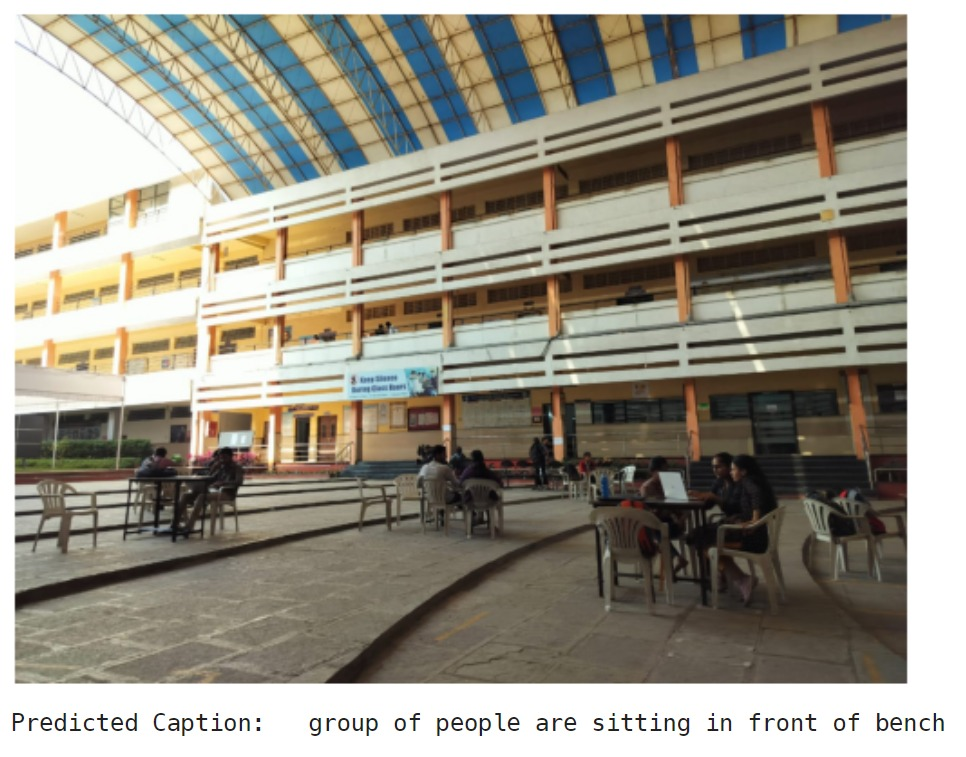 Keep Silence
During Class Hours
Predicted Caption: group of people are sitting in front of bench